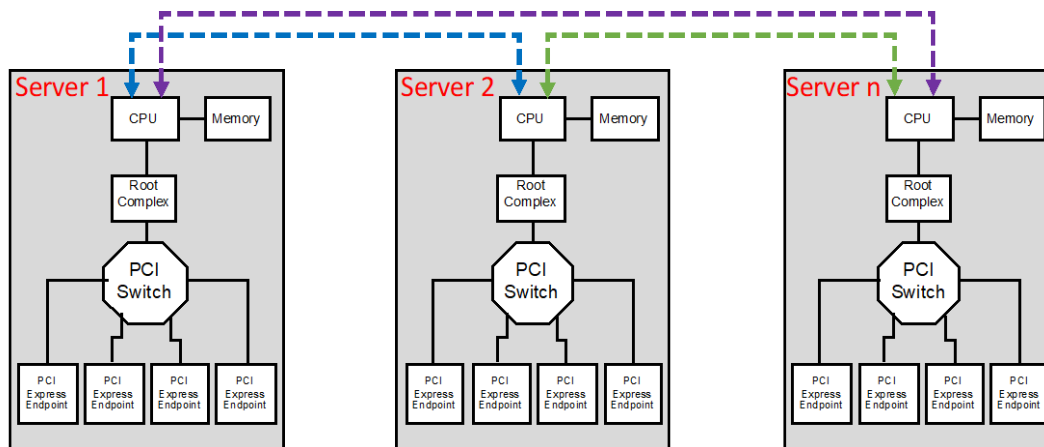 Server 1
CPU
Memory
Root
Complex
PCI
Switch
PCI
Express
Endpoint
PCI
Express
Endpoint
PCI
Express
Endpoint
PCI
Express
Endpoint
Server 2
CPU
Memory
Root
Complex
PCI
Switch
PCI
Express
Endpoint
PCI
Express
Endpoint
PCI
Express
Endpoint
PCI
Express
Endpoint
Server n
CPU
Memory
Root
Complex
PCI
Switch
PCI
Express
Endpoint
PCI
Express
Endpoint
PCI
Express
Endpoint
PCI
Express
Endpoint